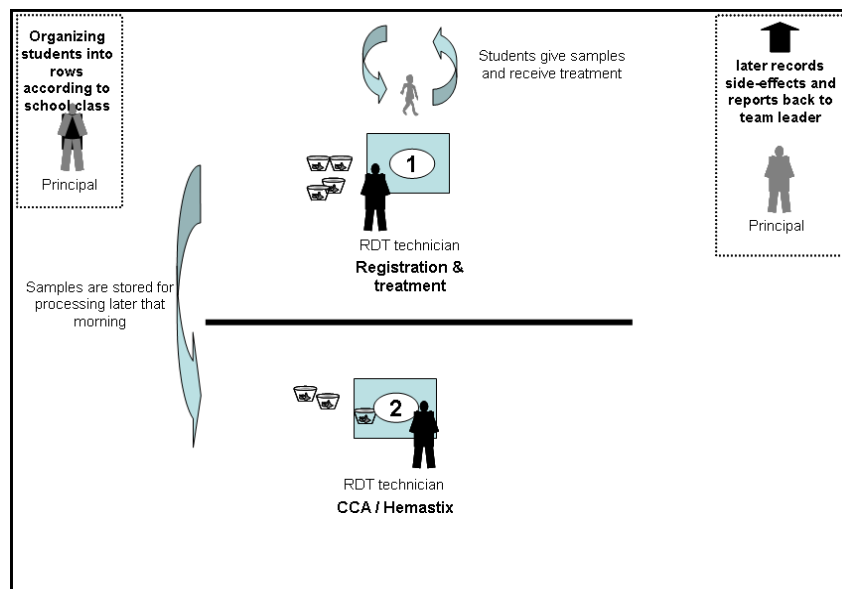 Organizing
students into
rows
according to
school class
Principal
Students give samples
and receive treatment
later records
side-effects and
reports back to
team leader
Principal
1
RDT technician
Registration &
treatment
Samples are stored for
processing later that
morning
2
RDT technician
CCA / Hemastix